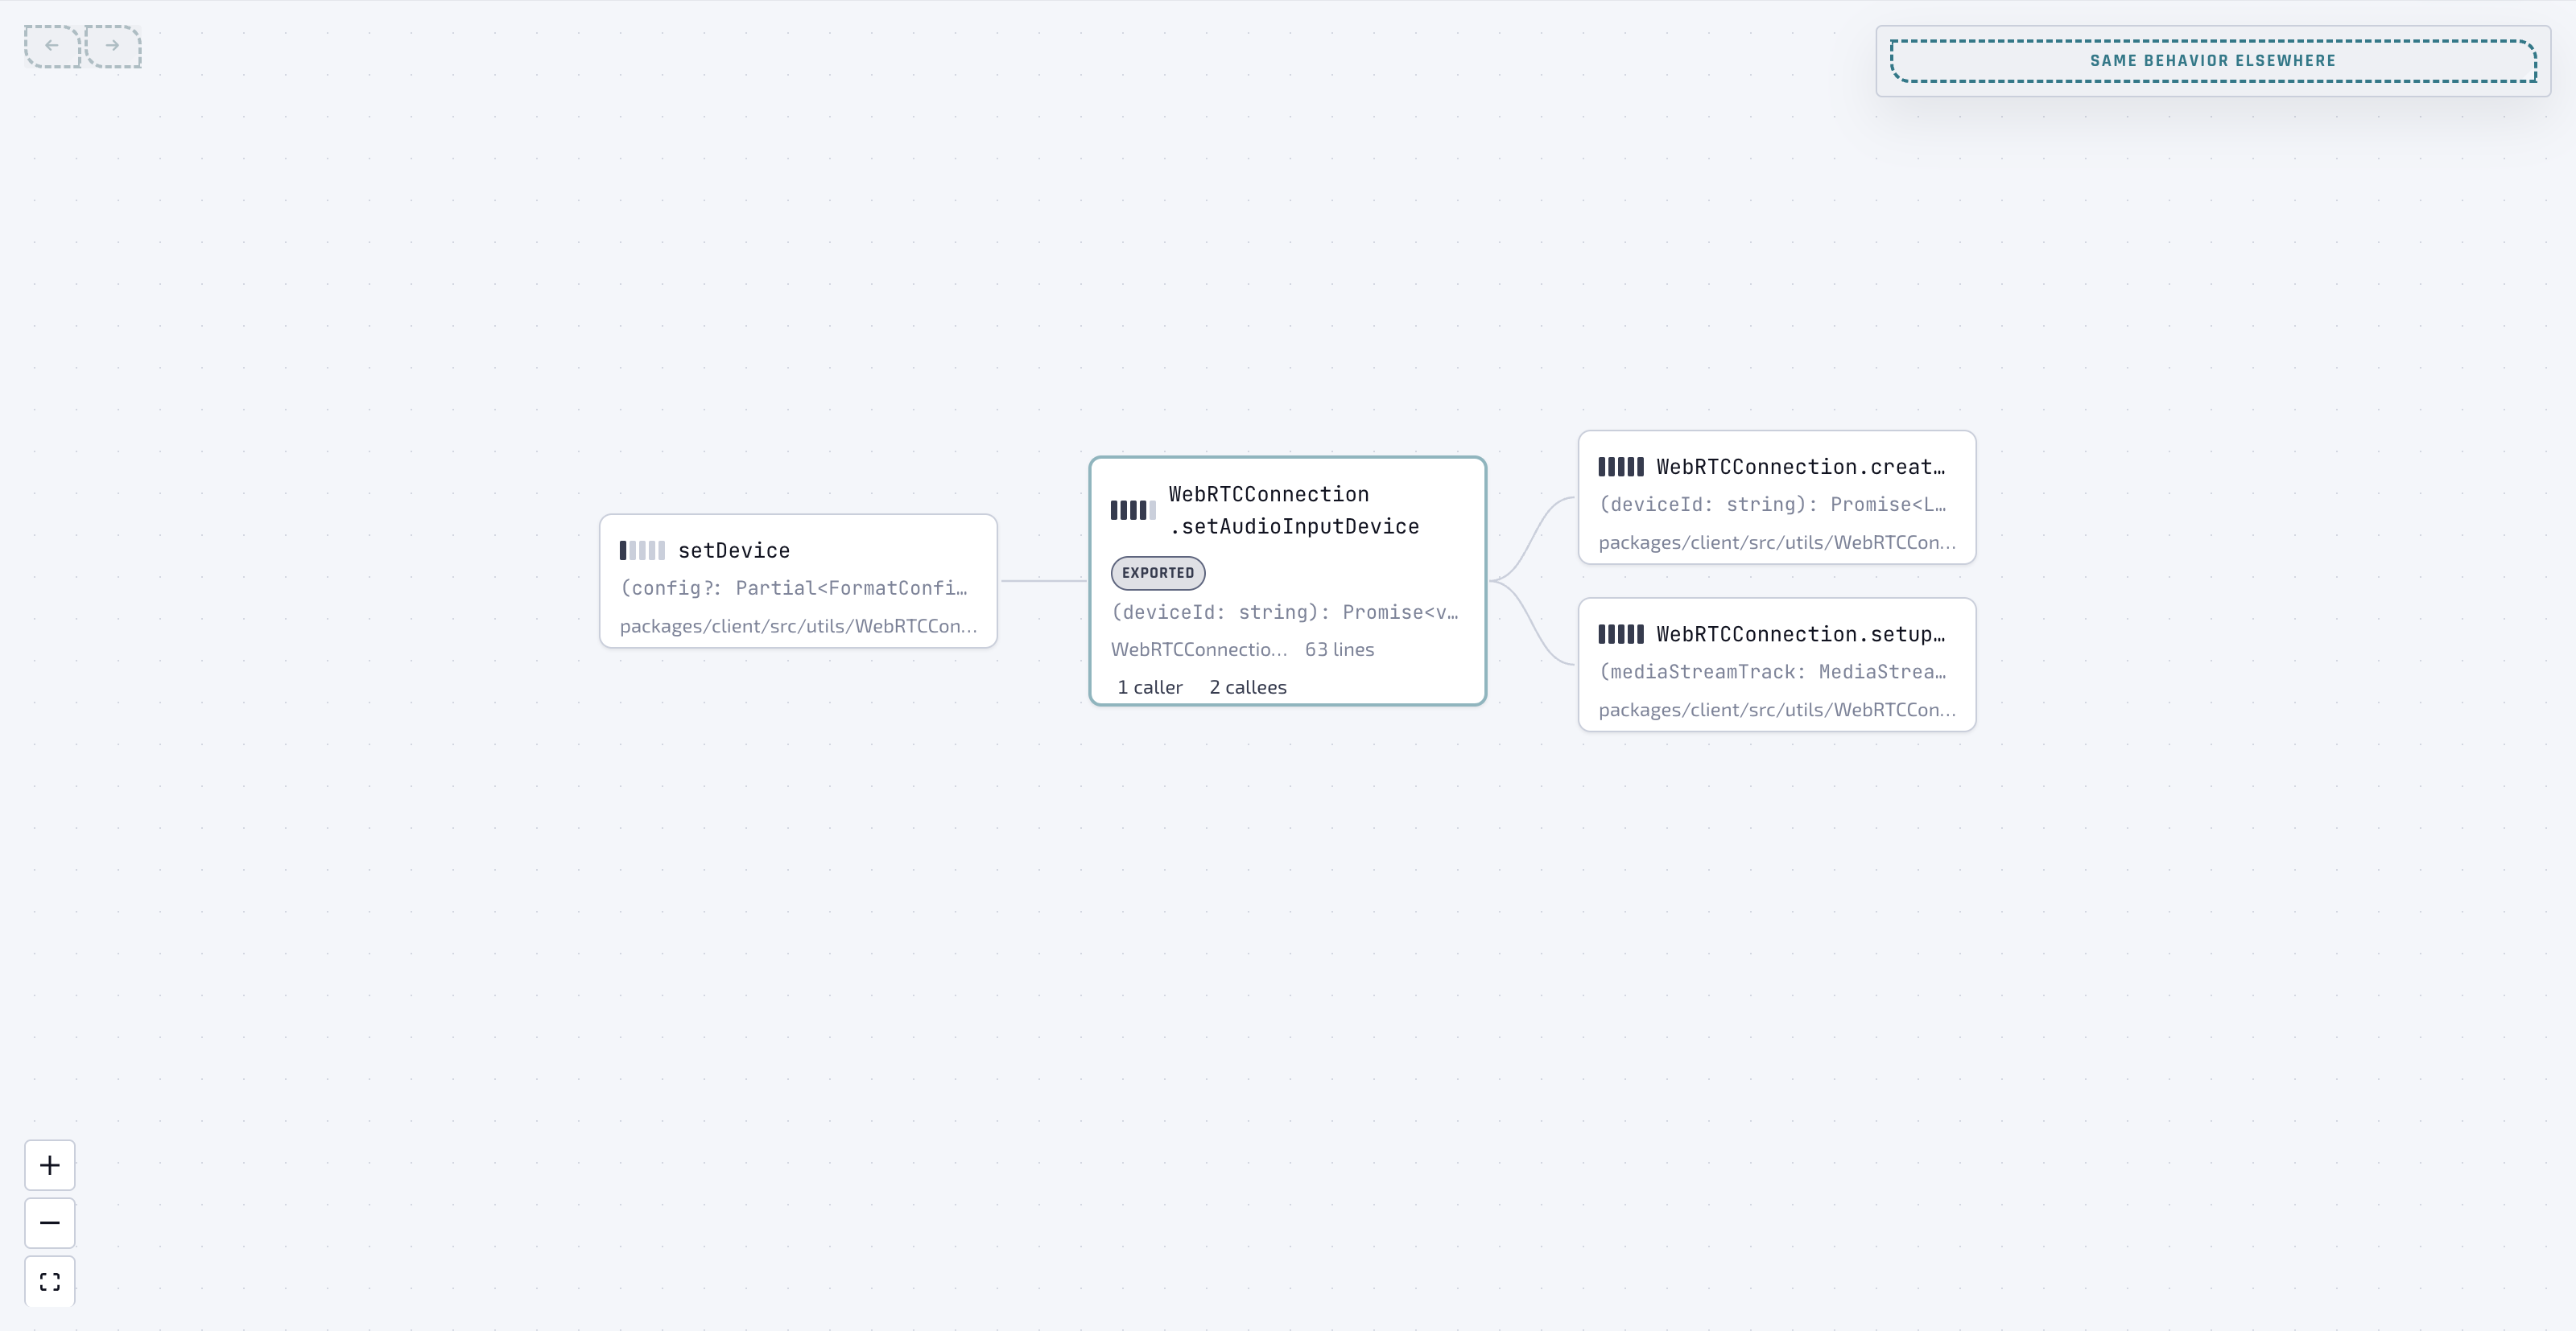 SAME BEHAVIOR ELSEWHERE
setDevice
(config?: Partial<FormatConfi…
packages/client/src/utils/WebRTCCon…
WebRTCConnection
.setAudioInputDevice
EXPORTED
(deviceId: string): Promise<v…
WebRTCConnectio… 63 lines
1 caller 2 callees
WebRTCConnection.creat…
(deviceId: string): Promise<L…
packages/client/src/utils/WebRTCCon…
WebRTCConnection.setup…
(mediaStreamTrack: MediaStrea…
packages/client/src/utils/WebRTCCon…